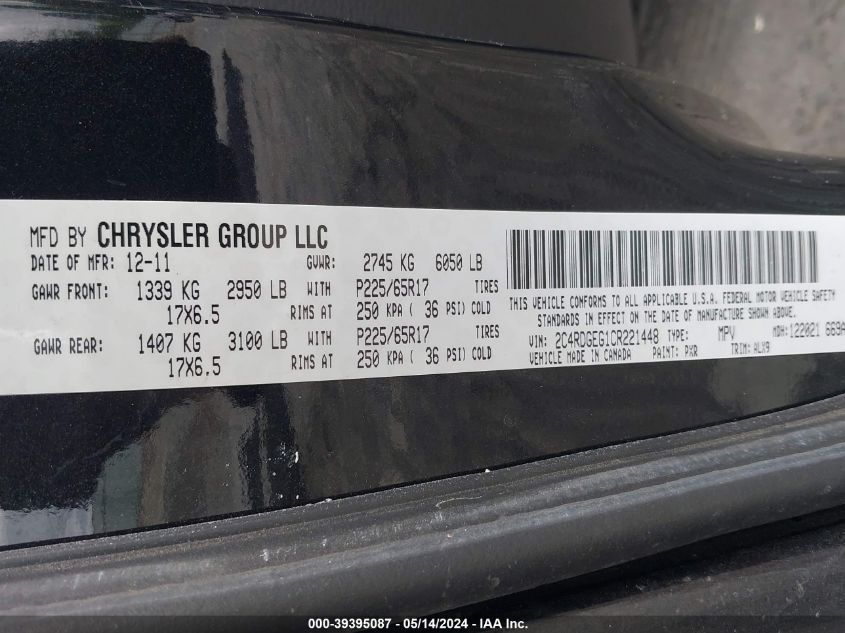 MFD BY CHRYSLER GROUP LLC
DATE OF MFR: 12-11 GVWR: 2745 KG 6050 LB
GAWR FRONT: 1339 KG 2950 LB WITH P225/65R17 TIRES
17X6.5 RIMS AT 250 KPA ( 36 PSI) COLD
GAWR REAR: 1407 KG 3100 LB WITH P225/65R17 TIRES
17X6.5 RIMS AT 250 KPA ( 36 PSI) COLD
THIS VEHICLE CONFORMS TO ALL APPLICABLE U.S.A. FEDERAL MOTOR VEHICLE SAFETY
STANDARDS IN EFFECT ON THE DATE OF MANUFACTURE SHOWN ABOVE.
VIN: 2C4RDGEG1CR221448 TYPE: MPV MDH: 122021 669A
VEHICLE MADE IN CANADA PAINT: PXR TRIM: ALX9
000-39395087 - 05/14/2024 - IAA Inc.